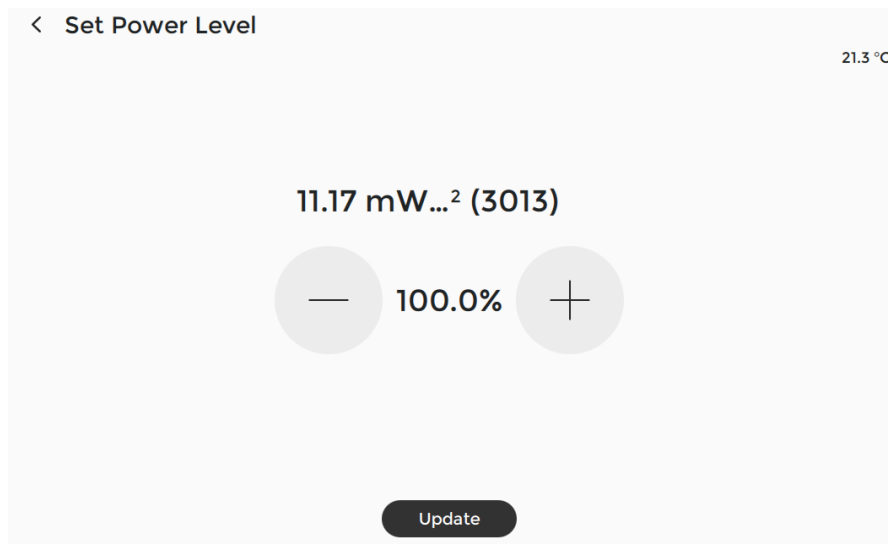 Set Power Level
21.3 °C
11.17 mW...² (3013)
100.0%
Update